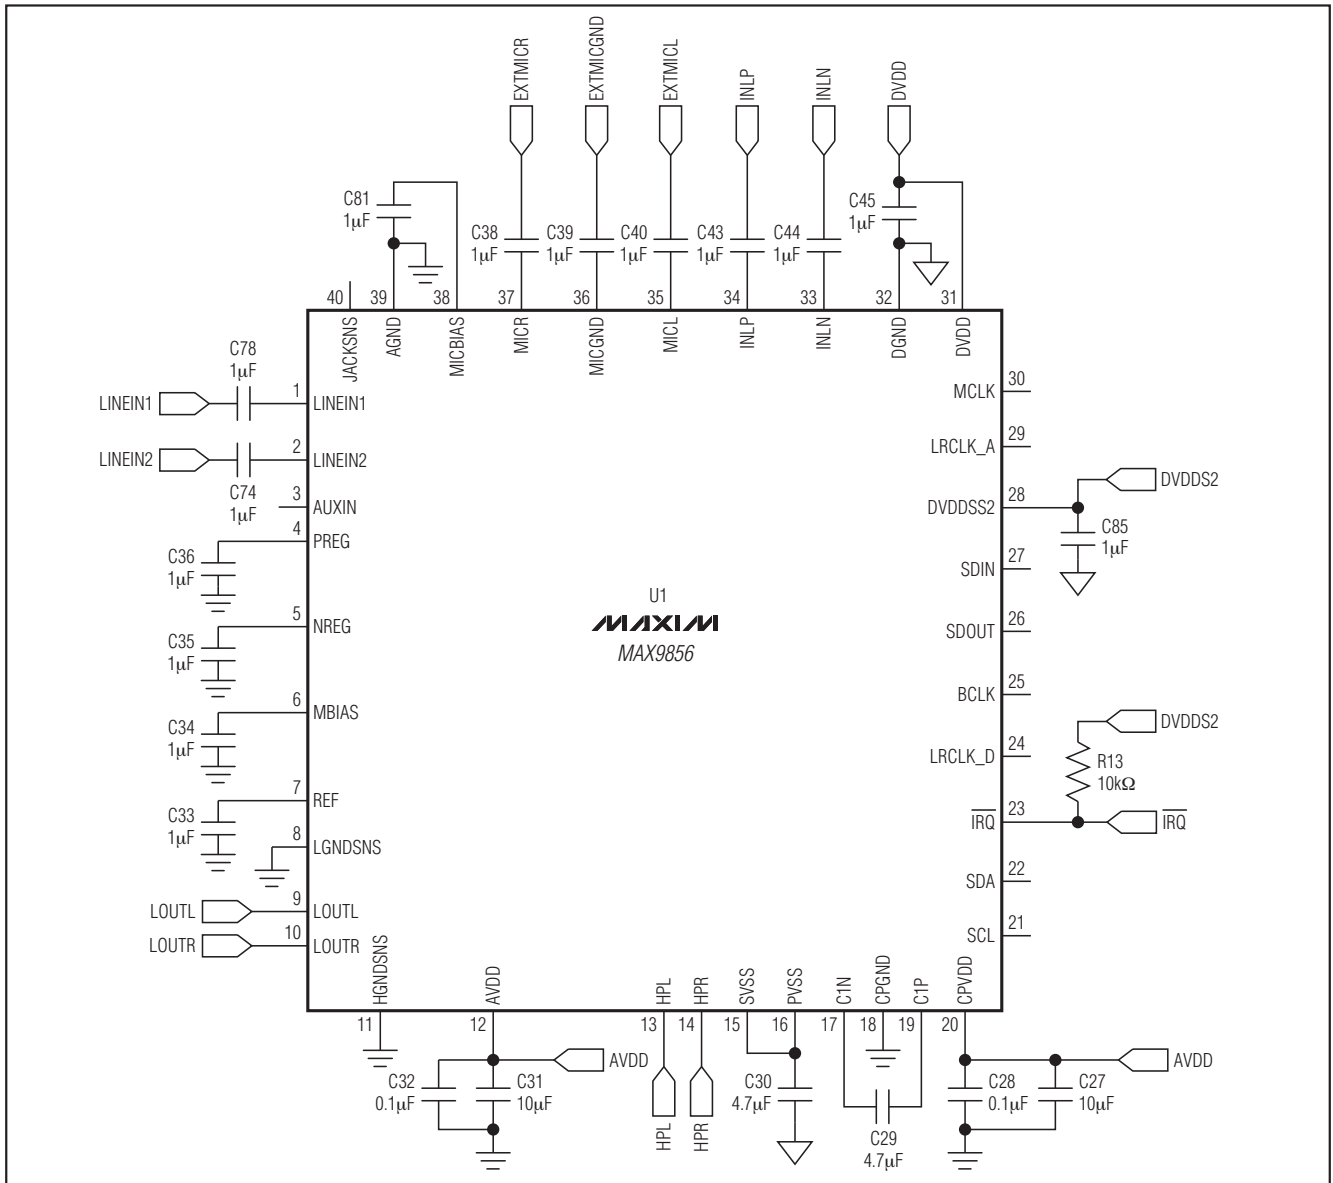 EXTMICR
EXTMICGND
EXTMICL
INLP
INLN
DVDD
C81
1µF
C38
1µF
C39
1µF
C40
1µF
C43
1µF
C44
1µF
C45
1µF
40
39
38
37
36
35
34
33
32
31
JACKSNS
AGND
MICBIAS
MICR
MICGND
MICL
INLP
INLN
DGND
DVDD
C78
1µF
LINEIN1
1
LINEIN1
LINEIN2
2
LINEIN2
C74
1µF
3
AUXIN
4
PREG
C36
1µF
5
NREG
C35
1µF
6
MBIAS
C34
1µF
7
REF
C33
1µF
8
LGNDSNS
LOUTL
9
LOUTL
LOUTR
10
LOUTR
U1
MAXIM
MAX9856
MCLK
30
LRCLK_A
29
DVDDSS2
28
DVDDS2
C85
1µF
SDIN
27
SDOUT
26
BCLK
25
LRCLK_D
24
DVDDS2
R13
10kΩ
IRQ
23
IRQ
SDA
22
SCL
21
HGNDSNS
AVDD
HPL
HPR
SVSS
PVSS
C1N
CPGND
C1P
CPVDD
11
12
13
14
15
16
17
18
19
20
AVDD
C32
0.1µF
C31
10µF
HPL
HPR
C30
4.7µF
C29
4.7µF
AVDD
C28
0.1µF
C27
10µF